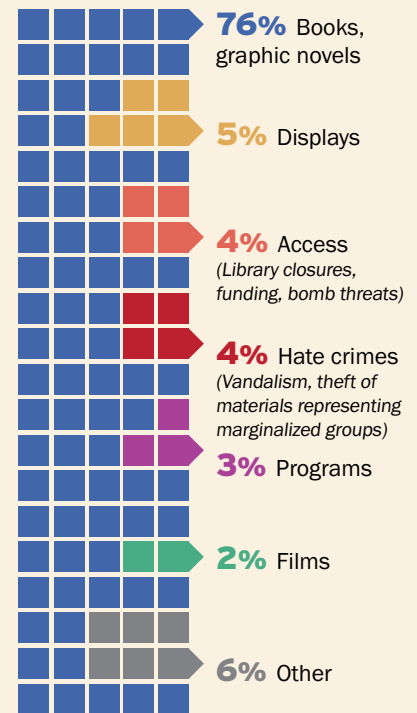 76% Books,
graphic novels
5% Displays
4% Access
(Library closures,
funding, bomb threats)
4% Hate crimes
(Vandalism, theft of
materials representing
marginalized groups)
3% Programs
2% Films
6% Other